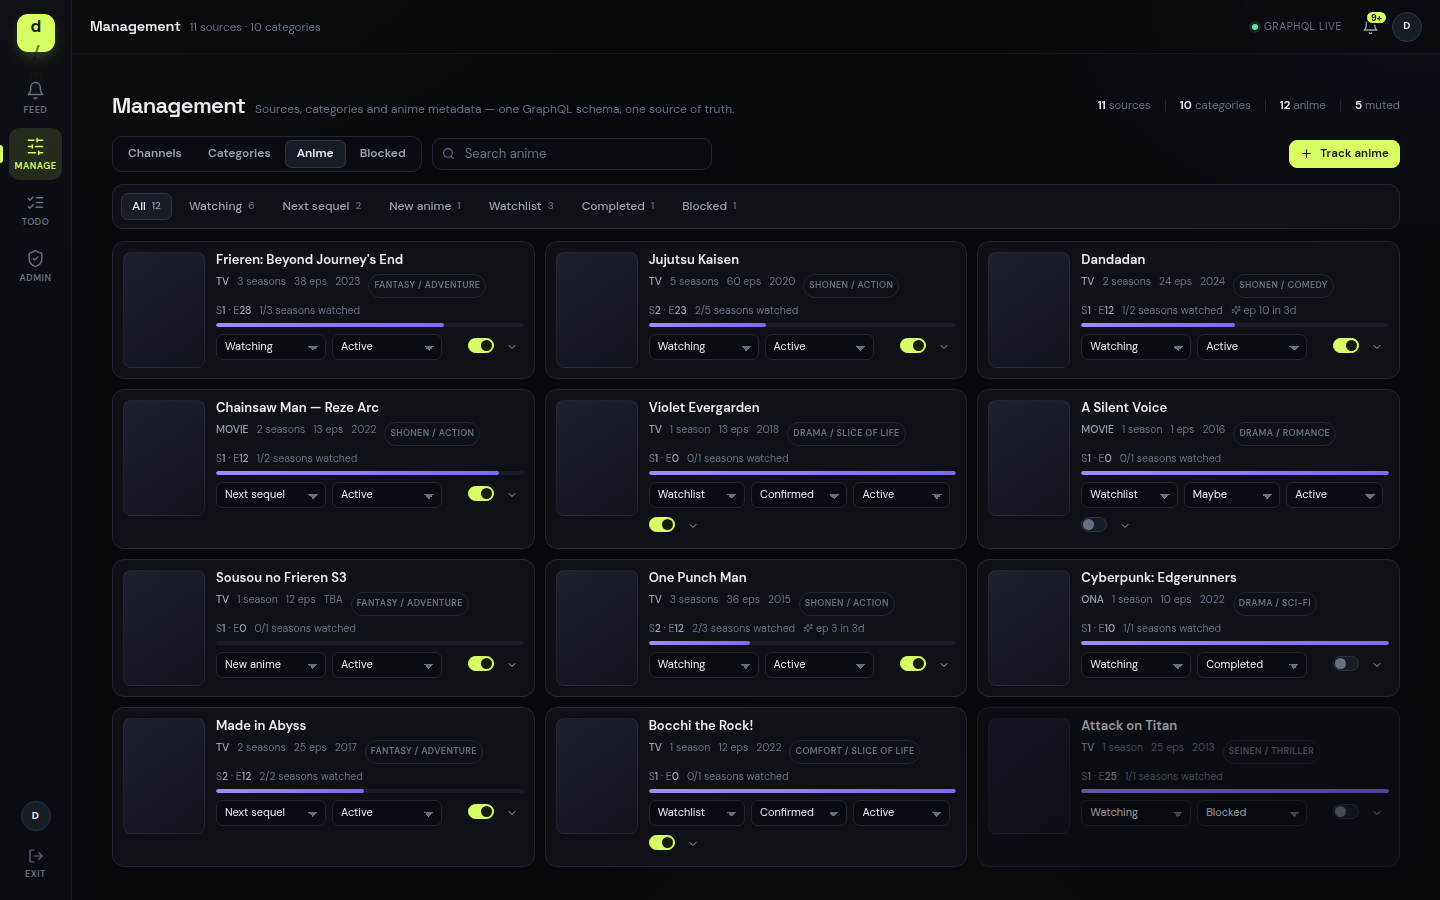 d
/
Management 11 sources · 10 categories
GRAPHQL LIVE
9+
D
FEED
MANAGE
TODO
ADMIN
D
EXIT
Management Sources, categories and anime metadata — one GraphQL schema, one source of truth.
11 sources 10 categories 12 anime 5 muted
Channels Categories Anime Blocked
Search anime
+ Track anime
All 12 Watching 6 Next sequel 2 New anime 1 Watchlist 3 Completed 1 Blocked 1
Frieren: Beyond Journey's End
TV 3 seasons 38 eps 2023 FANTASY / ADVENTURE
S1 · E28 1/3 seasons watched
Watching Active
Jujutsu Kaisen
TV 5 seasons 60 eps 2020 SHONEN / ACTION
S2 · E23 2/5 seasons watched
Watching Active
Dandadan
TV 2 seasons 24 eps 2024 SHONEN / COMEDY
S1 · E12 1/2 seasons watched ep 10 in 3d
Watching Active
Chainsaw Man — Reze Arc
MOVIE 2 seasons 13 eps 2022 SHONEN / ACTION
S1 · E12 1/2 seasons watched
Next sequel Active
Violet Evergarden
TV 1 season 13 eps 2018 DRAMA / SLICE OF LIFE
S1 · E0 0/1 seasons watched
Watchlist Confirmed Active
A Silent Voice
MOVIE 1 season 1 eps 2016 DRAMA / ROMANCE
S1 · E0 0/1 seasons watched
Watchlist Maybe Active
Sousou no Frieren S3
TV 1 season 12 eps TBA FANTASY / ADVENTURE
S1 · E0 0/1 seasons watched
New anime Active
One Punch Man
TV 3 seasons 36 eps 2015 SHONEN / ACTION
S2 · E12 2/3 seasons watched ep 3 in 3d
Watching Active
Cyberpunk: Edgerunners
ONA 1 season 10 eps 2022 DRAMA / SCI-FI
S1 · E10 1/1 seasons watched
Watching Completed
Made in Abyss
TV 2 seasons 25 eps 2017 FANTASY / ADVENTURE
S2 · E12 2/2 seasons watched
Next sequel Active
Bocchi the Rock!
TV 1 season 12 eps 2022 COMFORT / SLICE OF LIFE
S1 · E0 0/1 seasons watched
Watchlist Confirmed Active
Attack on Titan
TV 1 season 25 eps 2013 SEINEN / THRILLER
S1 · E25 1/1 seasons watched
Watching Blocked